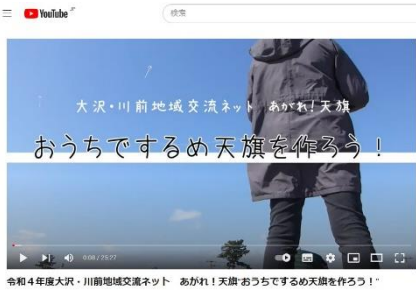 YouTube
検索
大沢・川前地域交流ネット あがれ!天旗
おうちでするめ天旗を作ろう!
0:08 / 25:27
令和4年度大沢・川前地域交流ネット あがれ!天旗"おうちでするめ天旗を作ろう!"